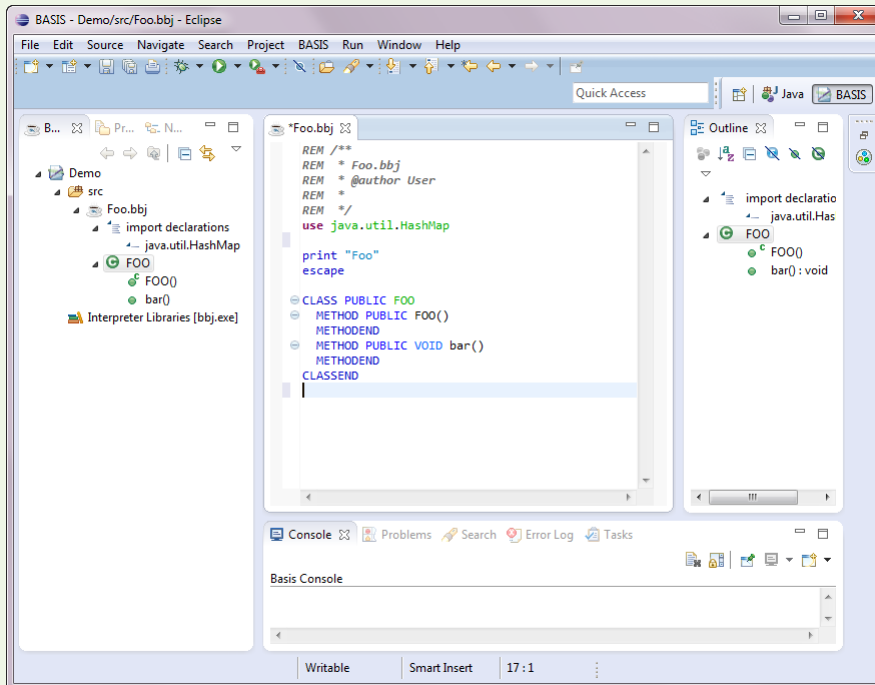 BASIS - Demo/src/Foo.bbj - Eclipse
File Edit Source Navigate Search Project BASIS Run Window Help
Quick Access
Java
BASIS
B...
Pr...
N...
Demo
src
Foo.bbj
import declarations
java.util.HashMap
FOO
FOO()
bar()
Interpreter Libraries [bbj.exe]
*Foo.bbj
REM /**
REM * Foo.bbj
REM * @author User
REM *
REM */
use java.util.HashMap
print "Foo"
escape
CLASS PUBLIC FOO
METHOD PUBLIC FOO()
METHODEND
METHOD PUBLIC VOID bar()
METHODEND
CLASSEND
Outline
import declaratio
java.util.Has
FOO
FOO()
bar() : void
Console Problems Search Error Log Tasks
Basis Console
Writable Smart Insert 17 : 1